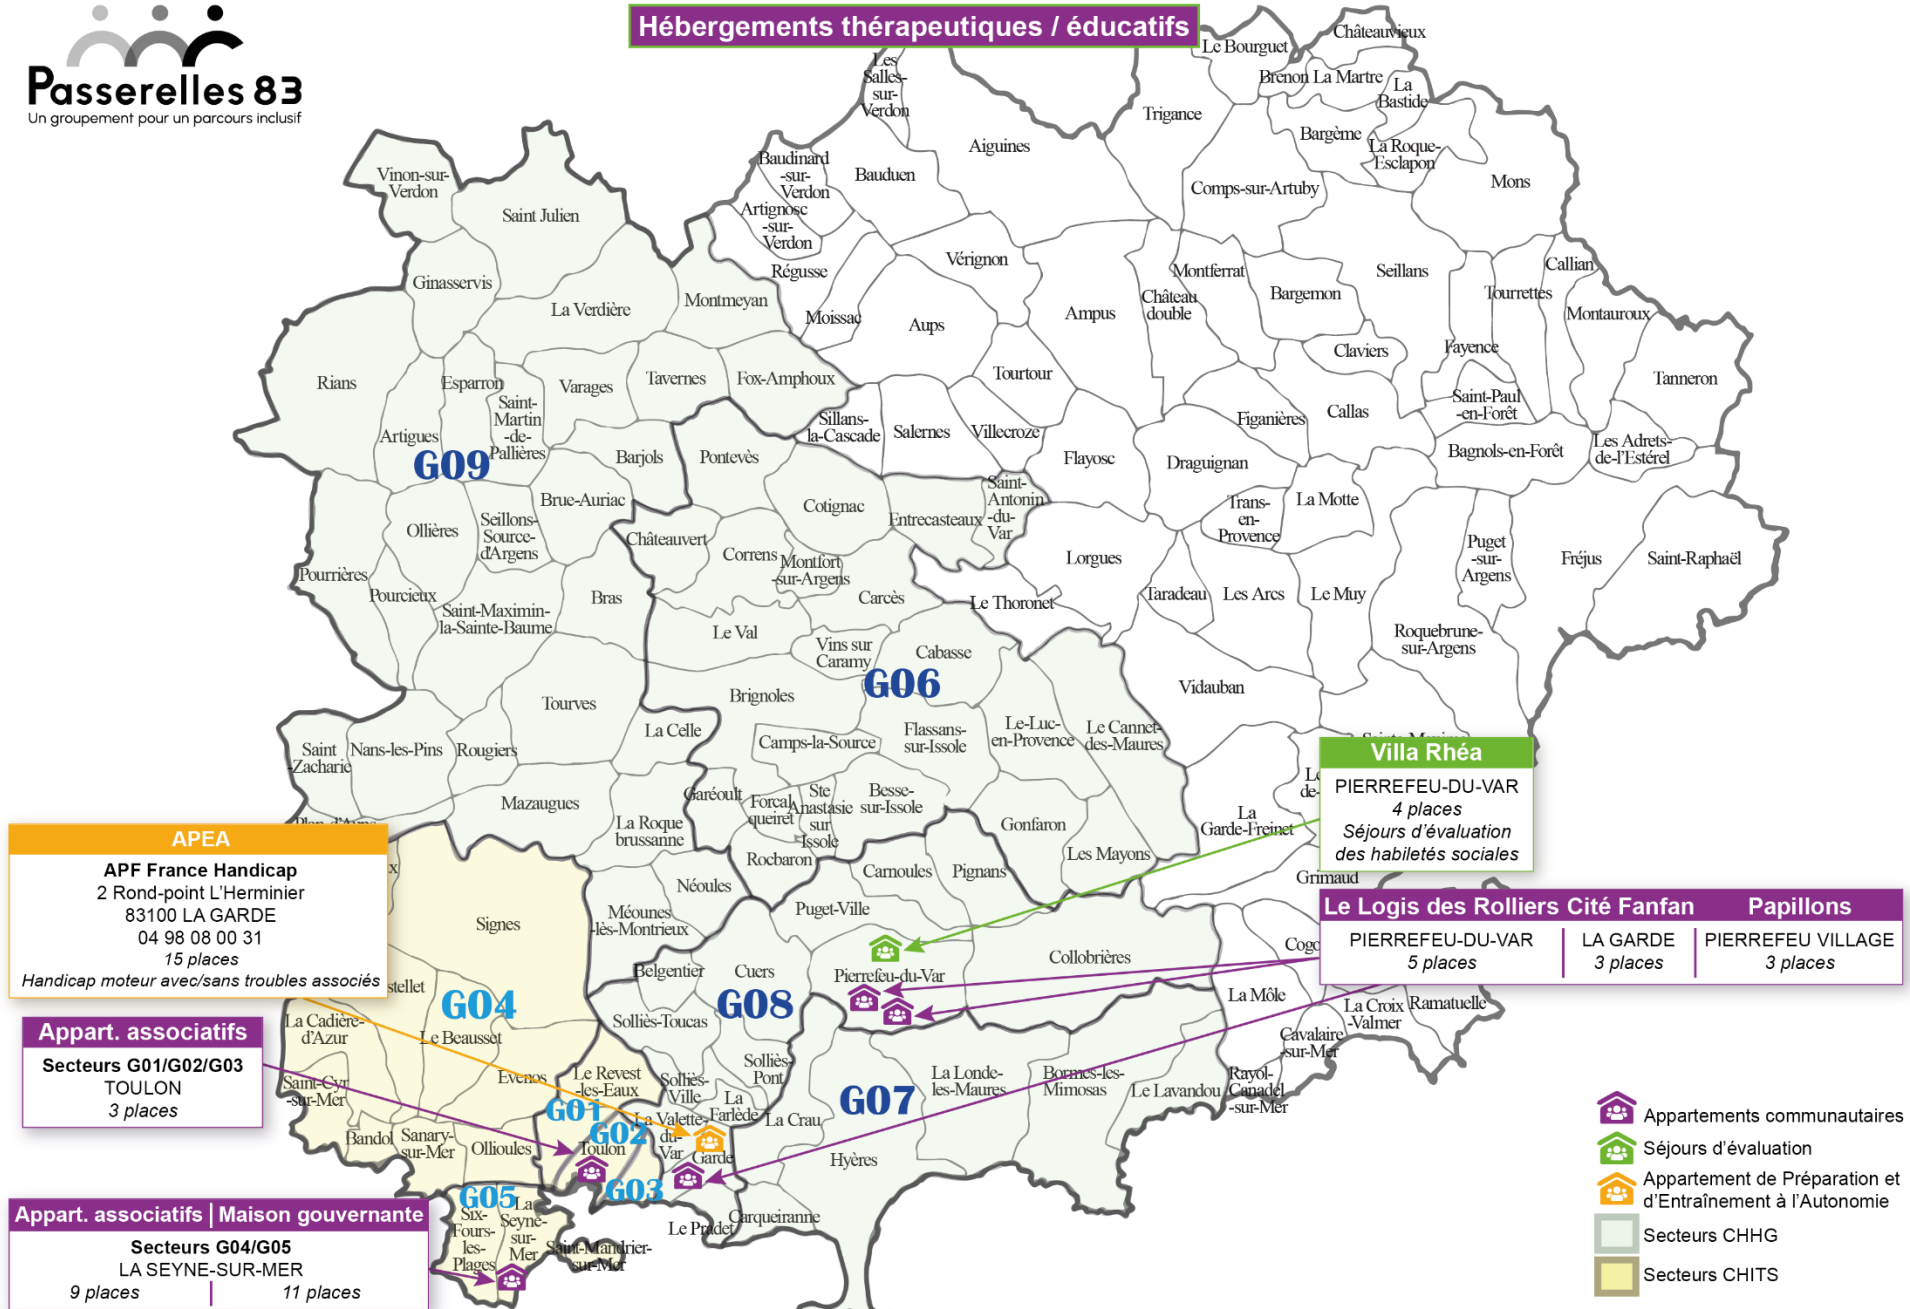 Passerelles 83
Un groupement pour un parcours inclusif
Hébergements thérapeutiques / éducatifs
Châteauvieux
Le Bourguet
Les
Salles-
sur-
Verdon
Brenon
La Martre
La
Bastide
Trigance
Bargème
La Roque-
Esclapon
Aiguines
Baudinard
-sur-
Verdon
Bauduen
Comps-sur-Artuby
Mons
Vinon-sur-
Verdon
Saint Julien
Artignosc
-sur-
Verdon
Régusse
Vérignon
Montferrat
Seillans
Callian
Ginasservis
La Verdière
Montmeyan
Moissac
Aups
Ampus
Château
double
Bargemon
Tourrettes
Montauroux
Fayence
Claviers
Rians
Esparron
Varages
Tavernes
Fox-Amphoux
Tourtour
Tanneron
Saint-
Martin
-de-
Pallières
Saint-Paul
-en-Forêt
Callas
Figanières
Artigues
G09
Sillans-
la-Cascade
Salernes
Villecroze
Flayosc
Draguignan
Bagnols-en-Forêt
Les Adrets-
de-l'Estérel
Barjols
Pontevès
Brue-Auriac
Cotignac
Entrecasteaux
Saint-
Antonin
-du-
Var
Trans-
en-
Provence
La Motte
Ollières
Seillons-
Source-
d'Argens
Châteauvert
Correns
Montfort
-sur-Argens
Lorgues
Puget
-sur-
Argens
Fréjus
Saint-Raphaël
Pourrières
Pourcieux
Saint-Maximin-
la-Sainte-Baume
Bras
Carcès
Le Thoronet
Taradeau
Les Arcs
Le Muy
Le Val
Vins sur
Caramy
Cabasse
Roquebrune-
sur-Argens
G06
Brignoles
Vidauban
Tourves
La Celle
Camps-la-Source
Flassans-
sur-Issole
Le-Luc-
en-Provence
Le Cannet-
des-Maures
Saint
-Zacharie
Nans-les-Pins
Rougiers
Mazaugues
Garéoult
Forcal
queiret
Ste
Anastasie
sur
Issole
Besse-
sur-Issole
Gonfaron
La
Garde-Freinet
La Roque
brussanne
Rocbaron
Les Mayons
Villa Rhéa
PIERREFEU-DU-VAR
4 places
Séjours d'évaluation
des habiletés sociales
Grimaud
APEA
APF France Handicap
2 Rond-point L'Herminier
83100 LA GARDE
04 98 08 00 31
15 places
Handicap moteur avec/sans troubles associés
Signes
Néoules
Carnoules
Pignans
Puget-Ville
Méounes
-lès-Montrieux
Le Logis des Rolliers
PIERREFEU-DU-VAR
5 places
Cité Fanfan
LA GARDE
3 places
Papillons
PIERREFEU VILLAGE
3 places
Belgentier
Cuers
Pierrefeu-du-Var
Collobrières
G04
G08
La Môle
La Croix
-Valmer
Ramatuelle
Cavalaire
-sur-Mer
Rayol-
Canadel
-sur-Mer
La Cadière-
d'Azur
Le Beausset
Solliès-Toucas
Appart. associatifs
Secteurs G01/G02/G03
TOULON
3 places
Saint-Cyr
-sur-Mer
Evenos
Le Revest
-les-Eaux
Solliès-
Ville
Solliès-
Pont
La
Farlède
La Londe-
les-Maures
Bormes-les-
Mimosas
Le Lavandou
G07
G01
G02
La Valette-
du-
Var
La Crau
Bandol
Sanary-
sur-Mer
Ollioules
Toulon
Garde
Hyères
G03
G05
Le Pradet
Carqueiranne
Six-
Fours-
les-
Plages
La
Seyne-
sur-
Mer
Saint-Mandrier-
sur-Mer
Appart. associatifs | Maison gouvernante
Secteurs G04/G05
LA SEYNE-SUR-MER
9 places
11 places
Appartements communautaires
Séjours d'évaluation
Appartement de Préparation et
d'Entraînement à l'Autonomie
Secteurs CHHG
Secteurs CHITS